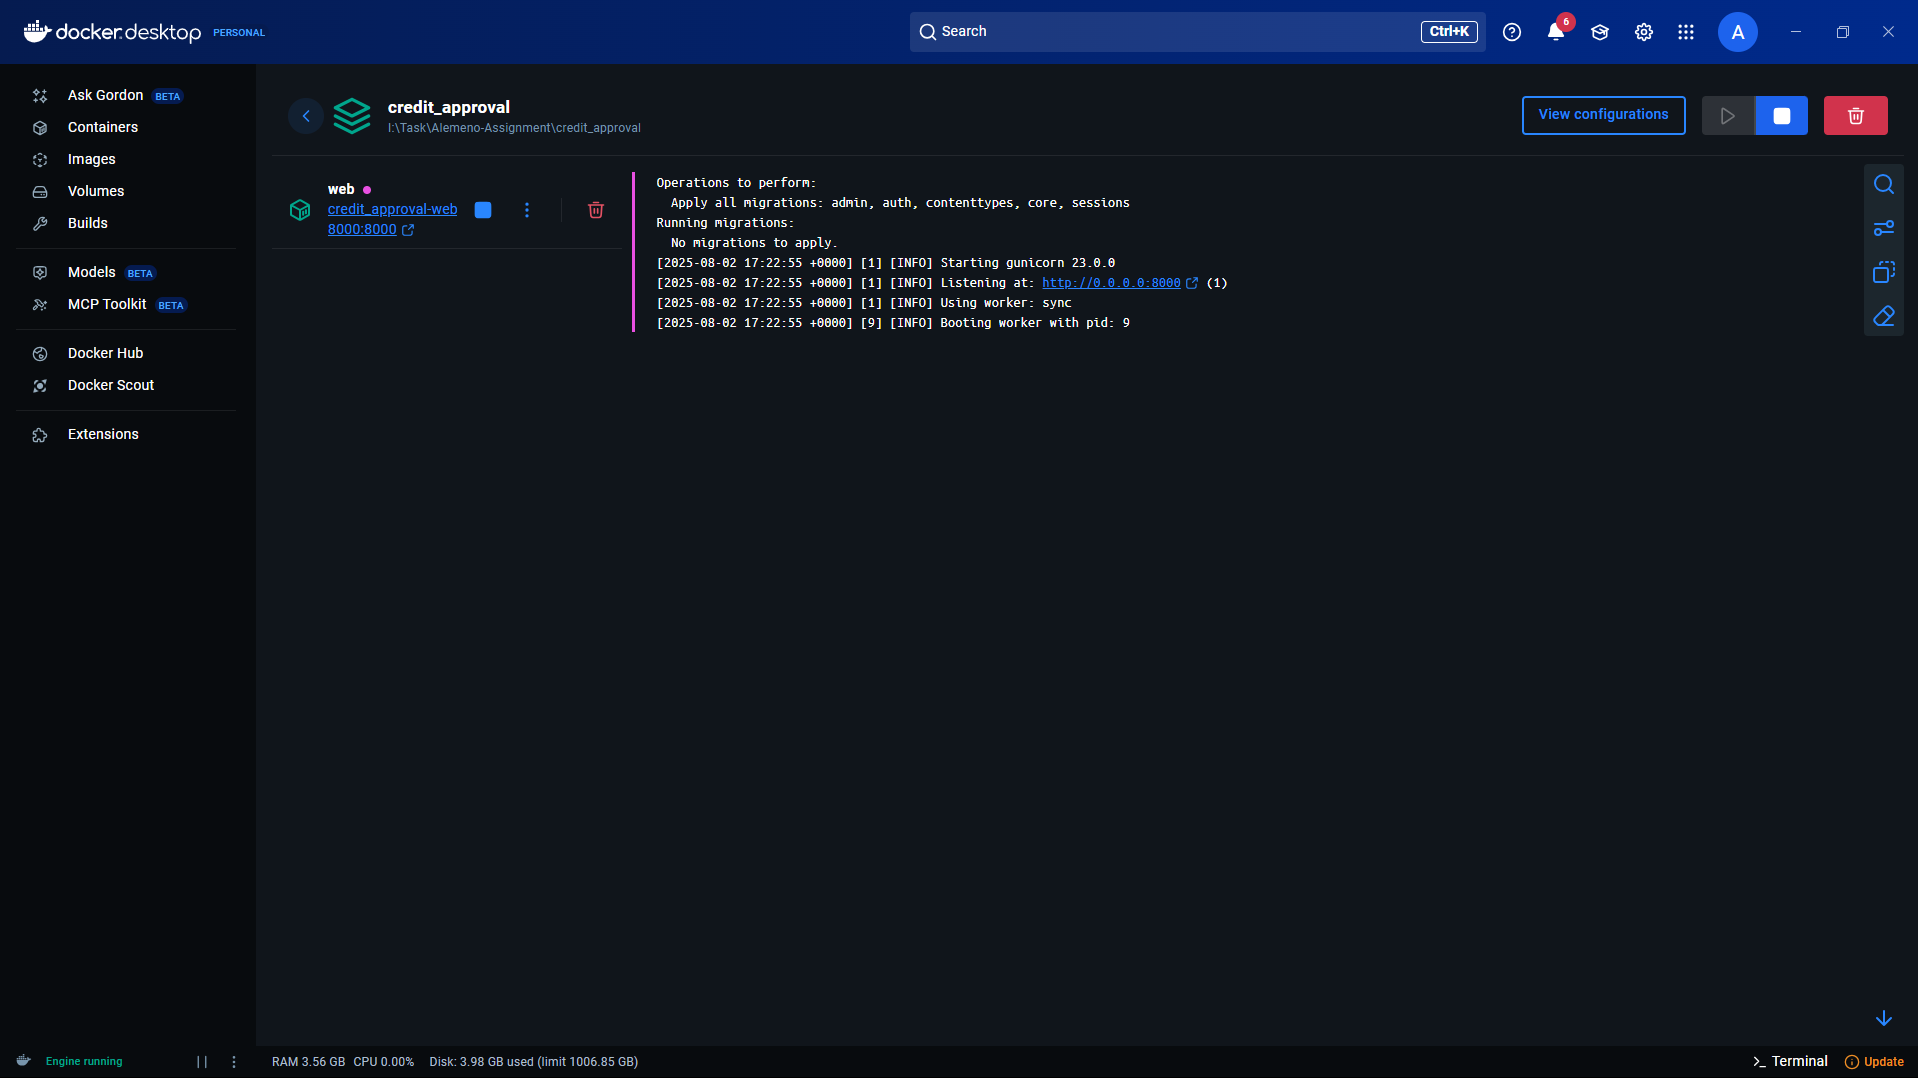 docker.desktop PERSONAL
Search
Ctrl+K
6
A
Ask Gordon BETA
Containers
Images
Volumes
Builds
Models BETA
MCP Toolkit BETA
Docker Hub
Docker Scout
Extensions
credit_approval
I:\Task\Alemeno-Assignment\credit_approval
View configurations
web
credit_approval-web
8000:8000
Operations to perform:
  Apply all migrations: admin, auth, contenttypes, core, sessions
Running migrations:
  No migrations to apply.
[2025-08-02 17:22:55 +0000] [1] [INFO] Starting gunicorn 23.0.0
[2025-08-02 17:22:55 +0000] [1] [INFO] Listening at: http://0.0.0.0:8000 (1)
[2025-08-02 17:22:55 +0000] [1] [INFO] Using worker: sync
[2025-08-02 17:22:55 +0000] [9] [INFO] Booting worker with pid: 9
Engine running
RAM 3.56 GB CPU 0.00% Disk: 3.98 GB used (limit 1006.85 GB)
Terminal
Update